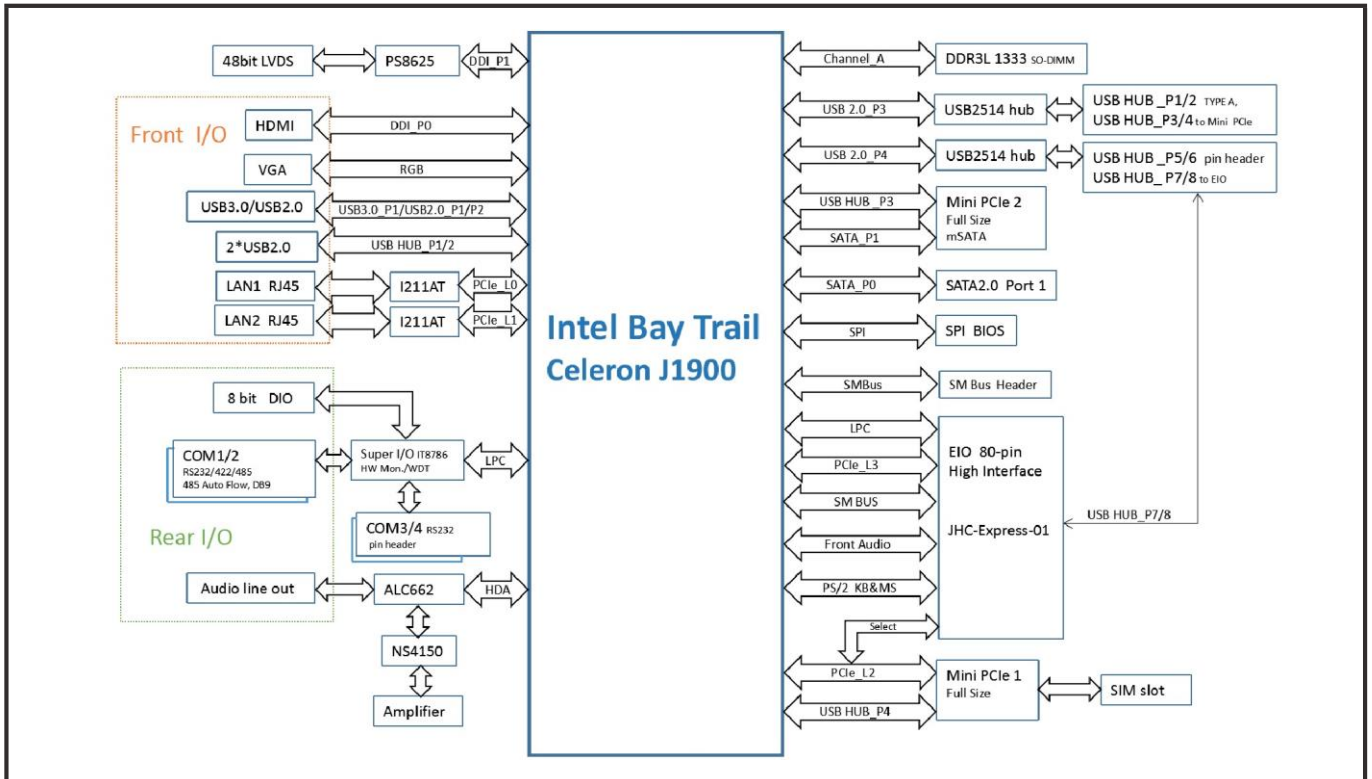 48bit LVDS
PS8625
DDI_P1
Front I/O
HDMI
DDI_P0
VGA
RGB
USB3.0/USB2.0
USB3.0_P1/USB2.0_P1/P2
2*USB2.0
USB HUB_P1/2
LAN1 RJ45
I211AT
PCIe_L0
LAN2 RJ45
I211AT
PCIe_L1
Rear I/O
8 bit DIO
COM1/2
RS232/422/485
485 Auto Flow, DB9
Super I/O IT8786
HW Mon./WDT
LPC
COM3/4 RS232
pin header
Audio line out
ALC662
HDA
NS4150
Amplifier
Intel Bay Trail
Celeron J1900
Channel_A
DDR3L 1333 SO-DIMM
USB 2.0_P3
USB2514 hub
USB HUB _P1/2 TYPE A,
USB HUB_P3/4 to Mini PCIe
USB 2.0_P4
USB2514 hub
USB HUB_P5/6 pin header
USB HUB_P7/8 to EIO
USB HUB_P3
SATA_P1
Mini PCIe 2
Full Size
mSATA
SATA_P0
SATA2.0 Port 1
SPI
SPI BIOS
SMBus
SM Bus Header
LPC
PCIe_L3
SM BUS
Front Audio
PS/2 KB&MS
Select
EIO 80-pin
High Interface
JHC-Express-01
USB HUB_P7/8
PCIe_L2
USB HUB_P4
Mini PCIe 1
Full Size
SIM slot